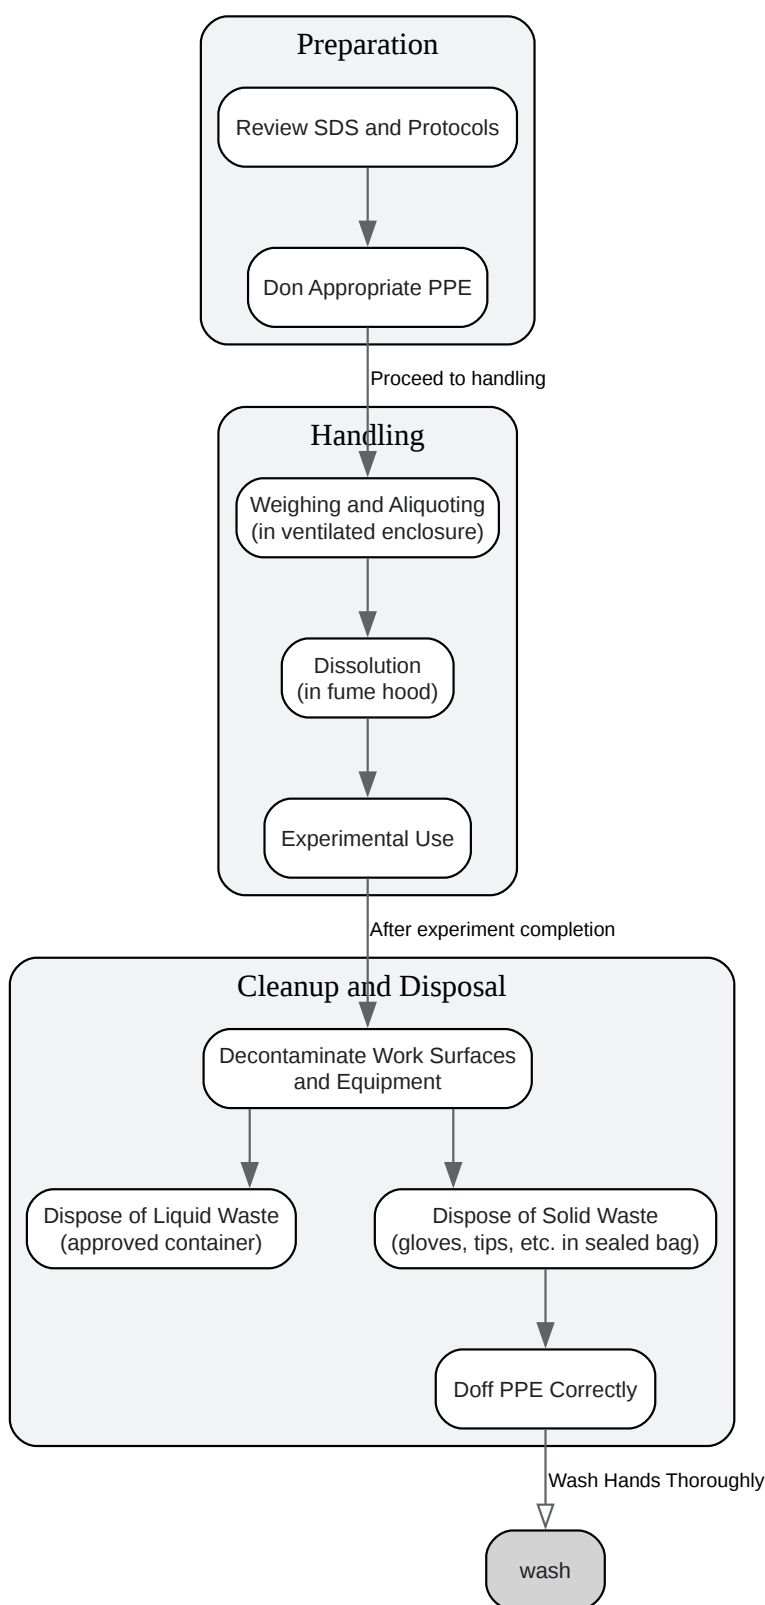 Preparation
Review SDS and Protocols
Don Appropriate PPE
Proceed to handling
Handling
Weighing and Aliquoting
(in ventilated enclosure)
Dissolution
(in fume hood)
Experimental Use
After experiment completion
Cleanup and Disposal
Decontaminate Work Surfaces
and Equipment
Dispose of Liquid Waste
(approved container)
Dispose of Solid Waste
(gloves, tips, etc. in sealed bag)
Doff PPE Correctly
Wash Hands Thoroughly
wash